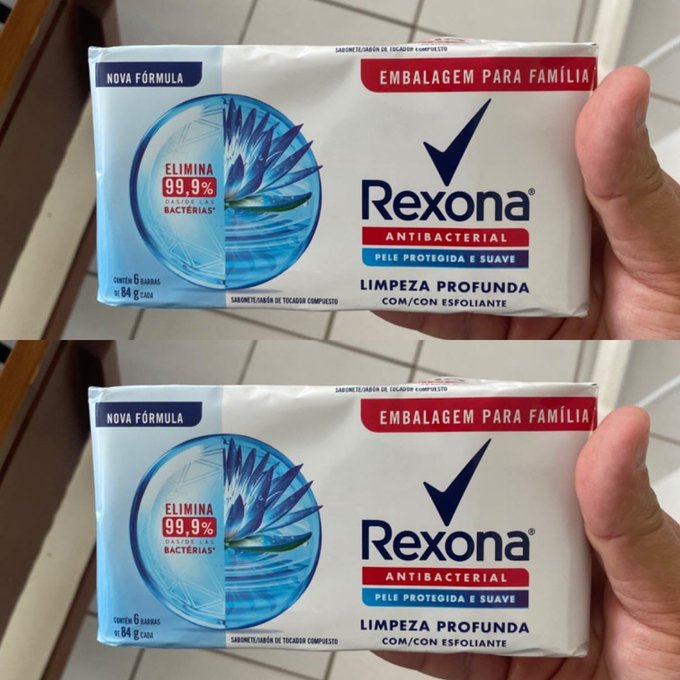 SABONETE/JABÓN DE TOCADOR COMPUESTO
NOVA FÓRMULA
EMBALAGEM PARA FAMÍLIA
ELIMINA
99,9%
DAS/DE LAS
BACTÉRIAS*
Rexona®
ANTIBACTERIAL
PELE PROTEGIDA E SUAVE
LIMPEZA PROFUNDA
COM/CON ESFOLIANTE
CONTÉM 6 BARRAS
DE 84 g CADA
SABONETE/JABÓN DE TOCADOR COMPUESTO
SABONETE/JABÓN DE TOCADOR COMPUESTO
NOVA FÓRMULA
EMBALAGEM PARA FAMÍLIA
ELIMINA
99,9%
DAS/DE LAS
BACTÉRIAS*
Rexona®
ANTIBACTERIAL
PELE PROTEGIDA E SUAVE
LIMPEZA PROFUNDA
COM/CON ESFOLIANTE
CONTÉM 6 BARRAS
DE 84 g CADA
SABONETE/JABÓN DE TOCADOR COMPUESTO